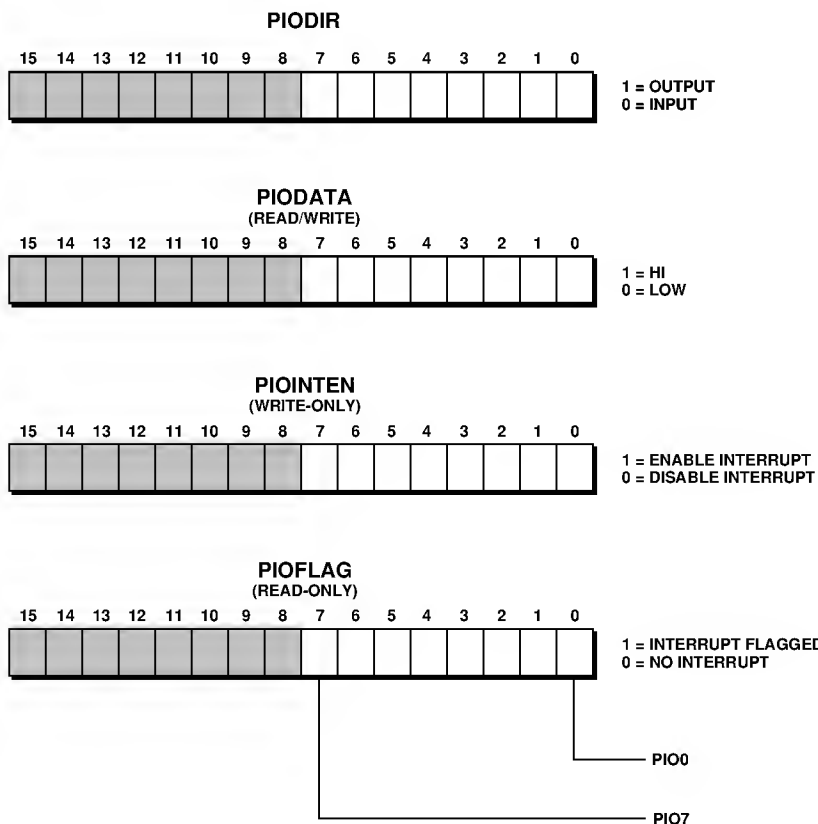 PIODIR
15 14 13 12 11 10 9 8 7 6 5 4 3 2 1 0
1 = OUTPUT
0 = INPUT
PIODATA
(READ/WRITE)
15 14 13 12 11 10 9 8 7 6 5 4 3 2 1 0
1 = HI
0 = LOW
PIOINTEN
(WRITE-ONLY)
15 14 13 12 11 10 9 8 7 6 5 4 3 2 1 0
1 = ENABLE INTERRUPT
0 = DISABLE INTERRUPT
PIOFLAG
(READ-ONLY)
15 14 13 12 11 10 9 8 7 6 5 4 3 2 1 0
1 = INTERRUPT FLAGGED
0 = NO INTERRUPT
PIO0
PIO7